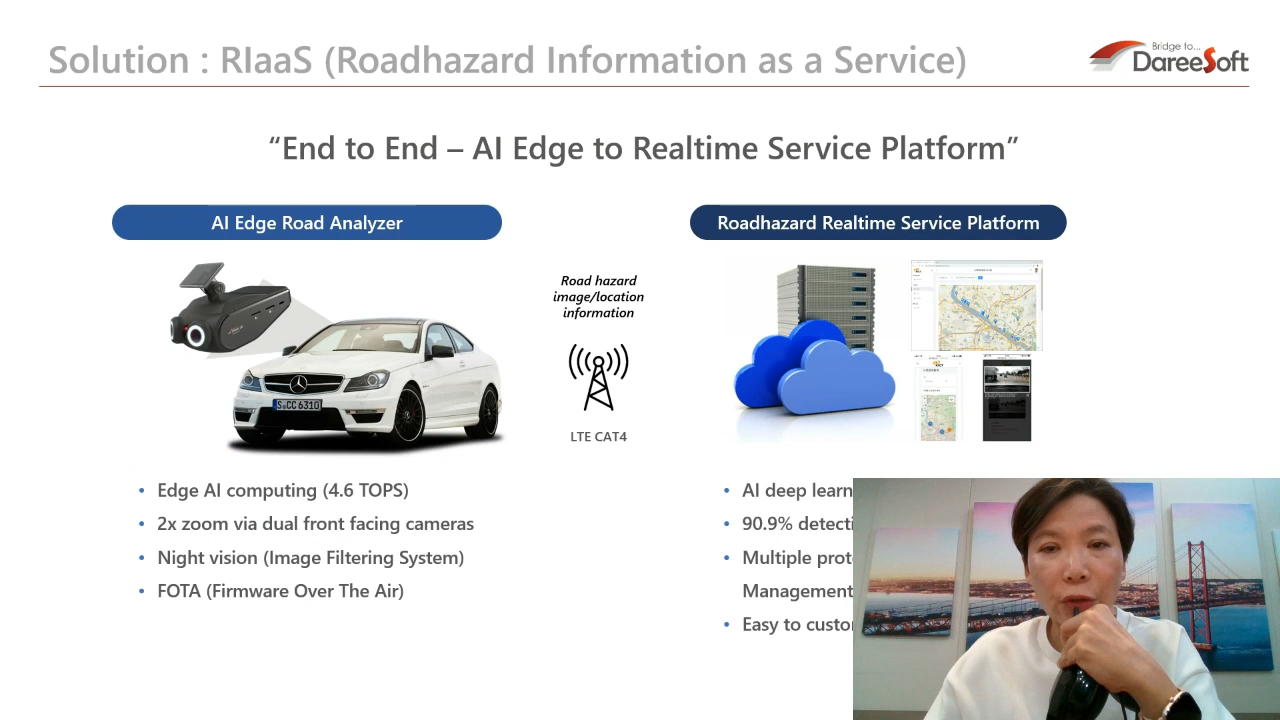 Solution : RIaaS (Roadhazard Information as a Service)
Bridge to...
DareeSoft
“End to End – AI Edge to Realtime Service Platform”
AI Edge Road Analyzer
Roadhazard Realtime Service Platform
Road hazard
image/location
information
S CC 6310
LTE CAT4
• Edge AI computing (4.6 TOPS)
• 2x zoom via dual front facing cameras
• Night vision (Image Filtering System)
• FOTA (Firmware Over The Air)
• AI deep learn
• 90.9% detecti
• Multiple prot
Management
• Easy to custo